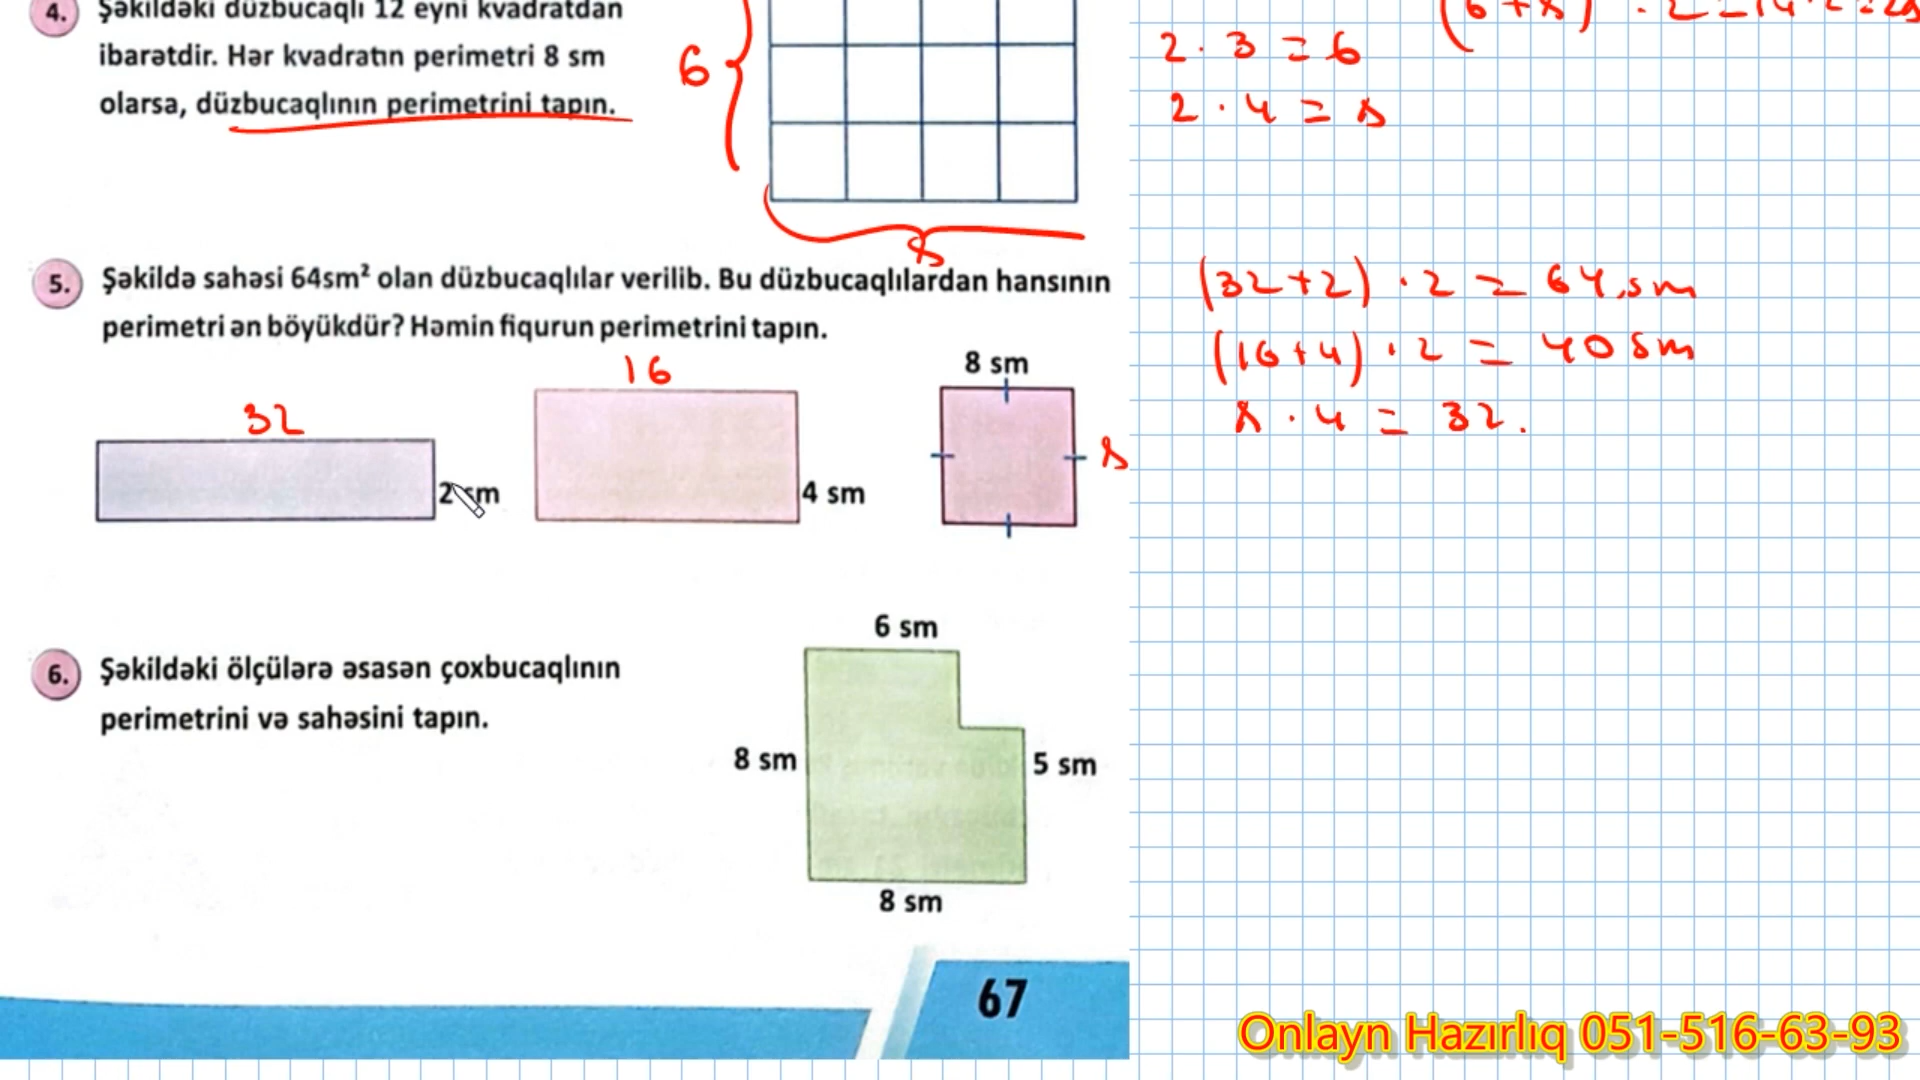 4. Şəkildəki düzbucaqlı 12 eyni kvadratdan
ibarətdir. Hər kvadratın perimetri 8 sm
olarsa, düzbucaqlının perimetrini tapın.
6
8
2 · 3 = 6
2 · 4 = 8
5. Şəkildə sahəsi 64sm² olan düzbucaqlılar verilib. Bu düzbucaqlılardan hansının
perimetri ən böyükdür? Həmin fiqurun perimetrini tapın.
32
2 sm
16
4 sm
8 sm
8
(32+2) · 2 = 64 sm
(16+4) · 2 = 40 sm
8 · 4 = 32.
6. Şəkildəki ölçülərə əsasən çoxbucaqlının
perimetrini və sahəsini tapın.
6 sm
8 sm
5 sm
8 sm
67
Onlayn Hazırlıq 051-516-63-93